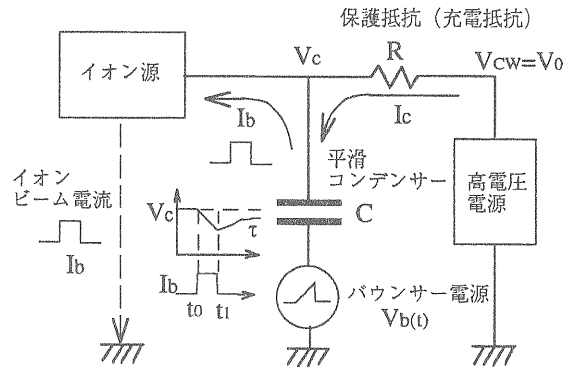 保護抵抗（充電抵抗）
イオン源
Vc
R
VCW=V0
Ib
Ic
イオン
ビーム電流
Ib
平滑
コンデンサー
高電圧
電源
Vc
τ
C
Ib
t0 t1
バウンサー電源
Vb(t)